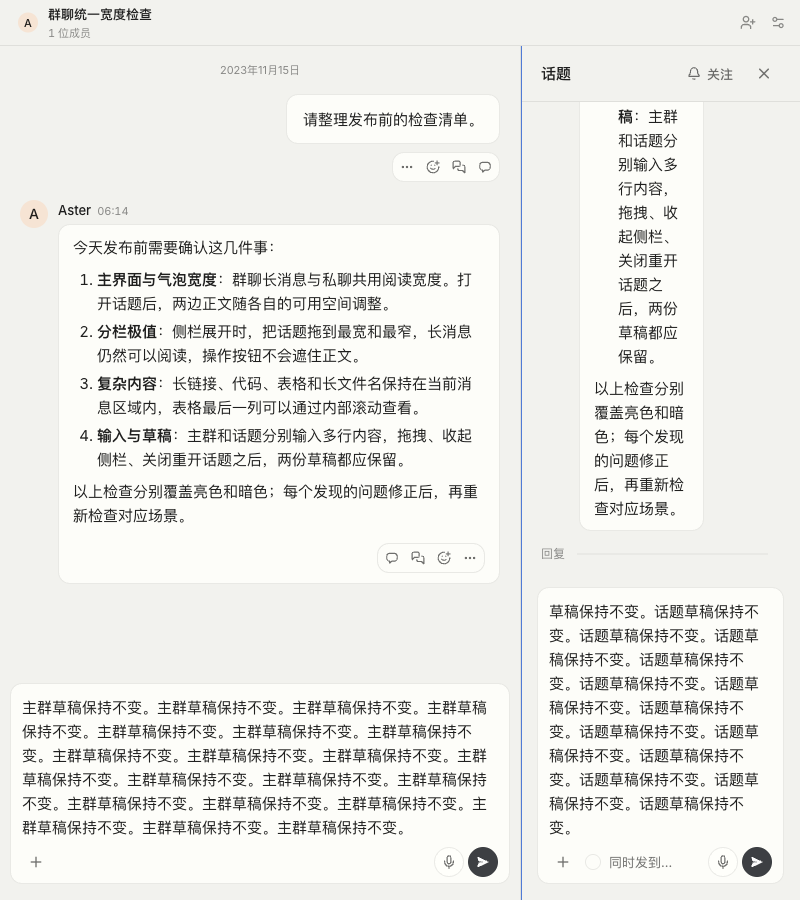 A
群聊统一宽度检查
1 位成员
2023年11月15日
请整理发布前的检查清单。
A
Aster 06:14
今天发布前需要确认这几件事：
1. 主界面与气泡宽度：群聊长消息与私聊共用阅读宽度。打
开话题后，两边正文随各自的可用空间调整。
2. 分栏极值：侧栏展开时，把话题拖到最宽和最窄，长消息
仍然可以阅读，操作按钮不会遮住正文。
3. 复杂内容：长链接、代码、表格和长文件名保持在当前消
息区域内，表格最后一列可以通过内部滚动查看。
4. 输入与草稿：主群和话题分别输入多行内容，拖拽、收起
侧栏、关闭重开话题之后，两份草稿都应保留。
以上检查分别覆盖亮色和暗色；每个发现的问题修正后，再重
新检查对应场景。
主群草稿保持不变。主群草稿保持不变。主群草稿保持不变。主群草稿
保持不变。主群草稿保持不变。主群草稿保持不变。主群草稿保持不
变。主群草稿保持不变。主群草稿保持不变。主群草稿保持不变。主群
草稿保持不变。主群草稿保持不变。主群草稿保持不变。主群草稿保持
不变。主群草稿保持不变。主群草稿保持不变。主群草稿保持不变。主
群草稿保持不变。主群草稿保持不变。主群草稿保持不变。
话题
关注
稿：主群
和话题分
别输入多
行内容，
拖拽、收
起侧栏、
关闭重开
话题之
后，两份
草稿都应
保留。
以上检查分别
覆盖亮色和暗
色；每个发现
的问题修正
后，再重新检
查对应场景。
回复
草稿保持不变。话题草稿保持不
变。话题草稿保持不变。话题草
稿保持不变。话题草稿保持不
变。话题草稿保持不变。话题草
稿保持不变。话题草稿保持不
变。话题草稿保持不变。话题草
稿保持不变。话题草稿保持不
变。话题草稿保持不变。话题草
稿保持不变。话题草稿保持不
变。
同时发到...